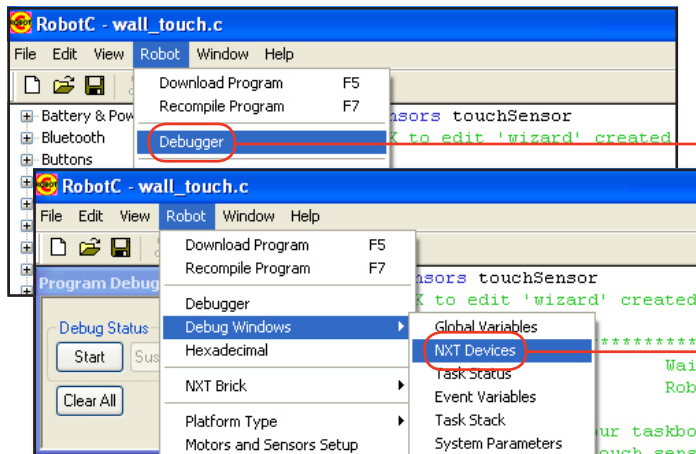 RobotC - wall_touch.c
File Edit View Robot Window Help
Download Program F5
Recompile Program F7
Battery & Pow
nsors touchSensor
Bluetooth
Debugger
X to edit 'wizard' created
Buttons
RobotC - wall_touch.c
File Edit View Robot Window Help
Download Program F5
Recompile Program F7
Program Debug
nsors touchSensor
Debugger
X to edit 'wizard' created
Debug Status
Debug Windows
Global Variables
Start Sus
Hexadecimal
NXT Devices
**********
Task Status
Wai
NXT Brick
Event Variables
Rob
Clear All
Platform Type
Task Stack
ur taskbo
Motors and Sensors Setup
System Parameters
ouch sens